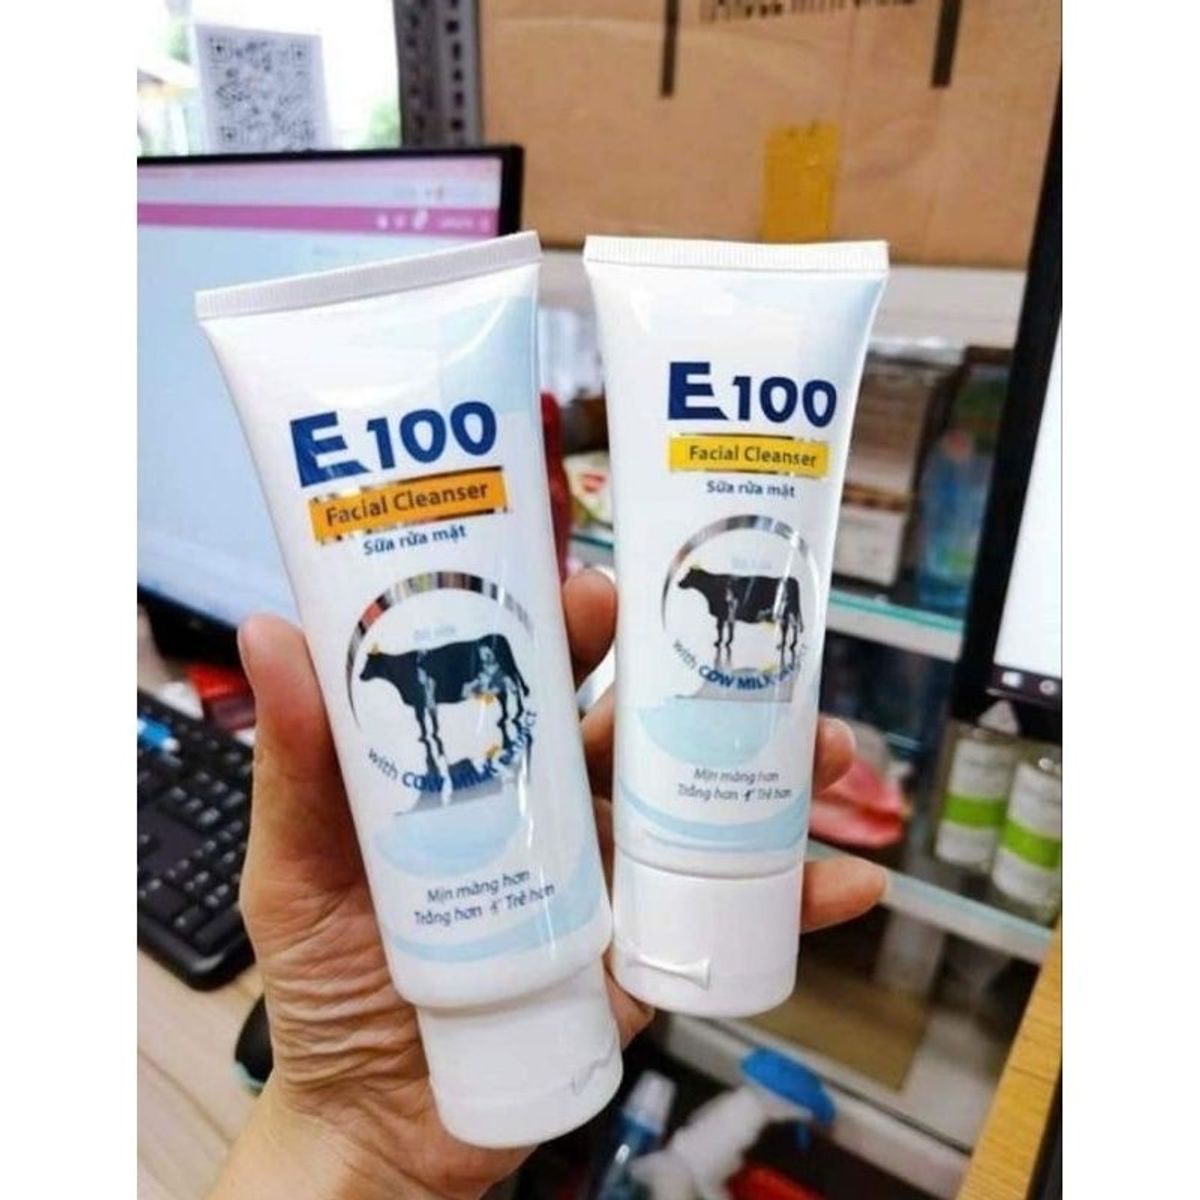 E100
Facial Cleanser
Sữa rửa mặt
with COW MILK
Mịn màng hơn
Trắng hơn & Trẻ hơn
E100
Facial Cleanser
Sữa rửa mặt
with COW MILK
Mịn màng hơn
Trắng hơn & Trẻ hơn